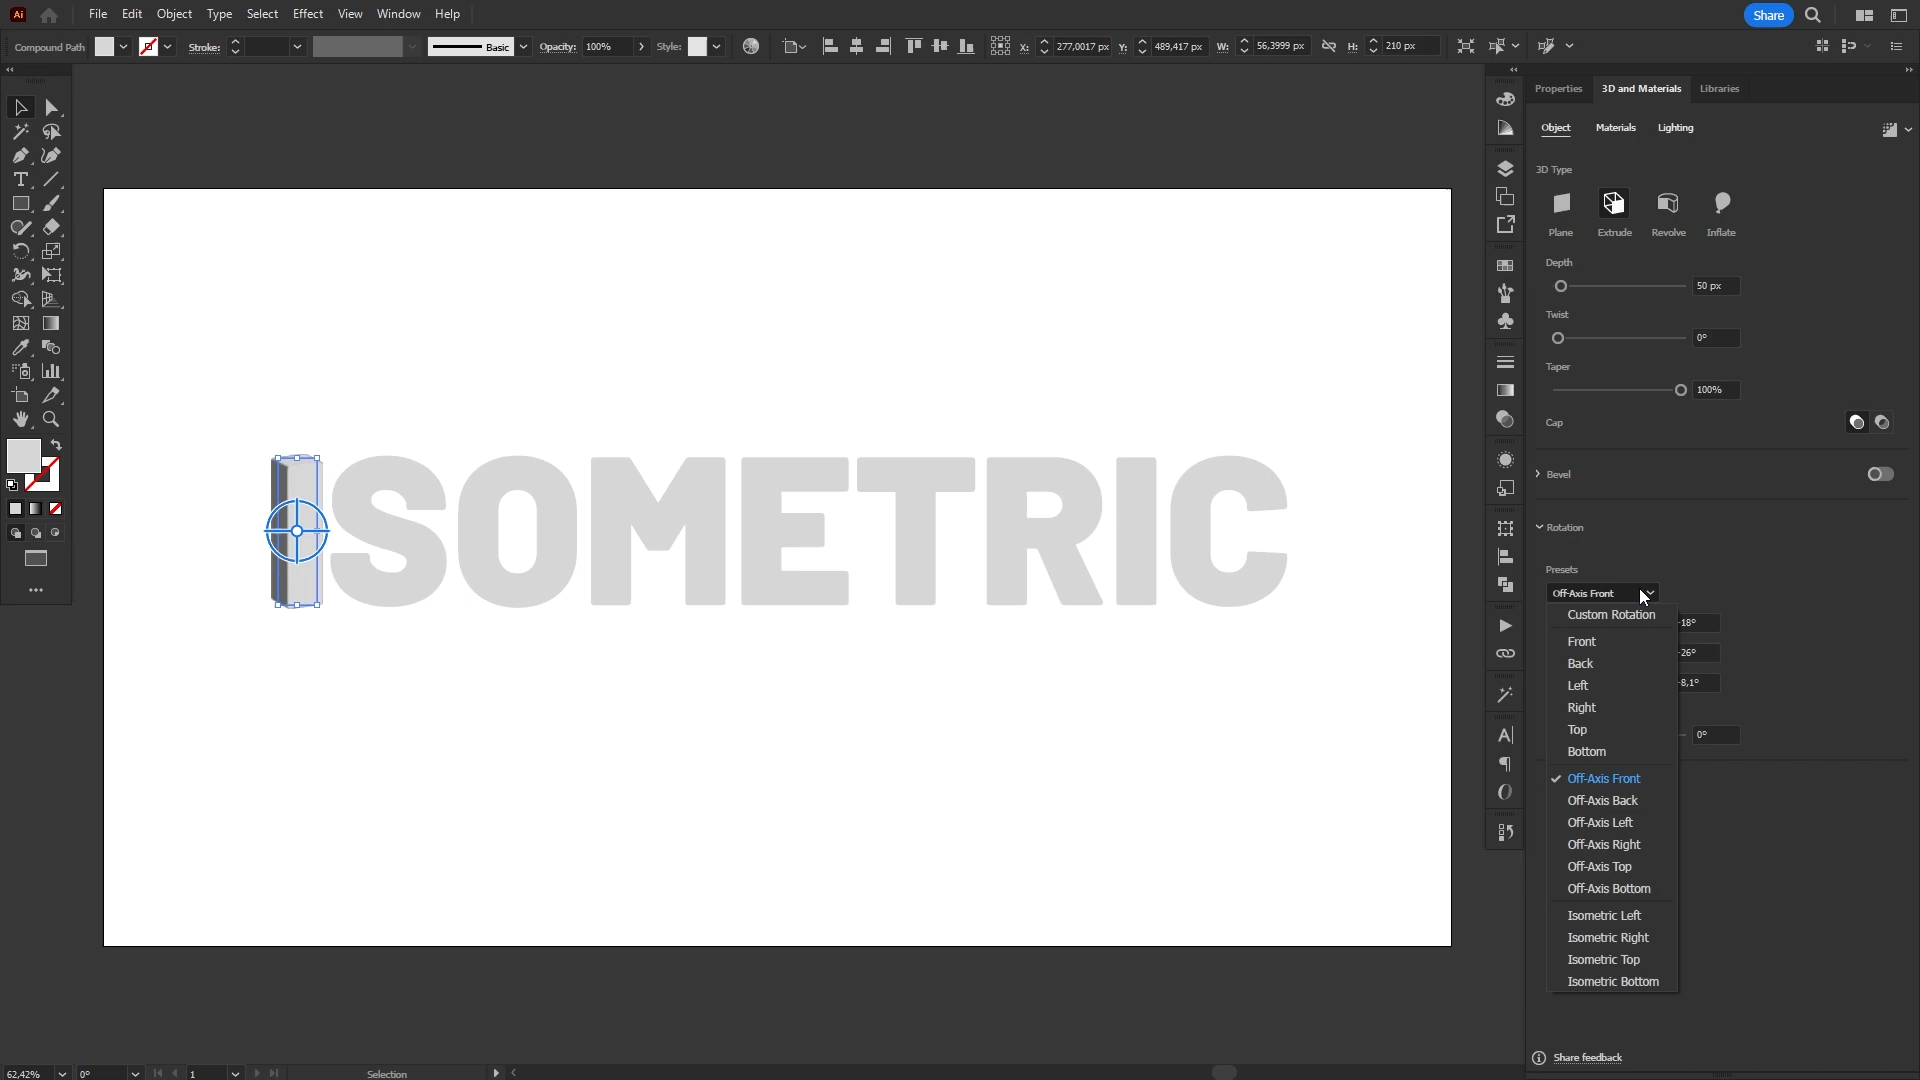 Ai File Edit Object Type Select Effect View Window Help Share
Compound Path Stroke: Basic Opacity: 100% Style: X: 277,0017 px Y: 489,417 px W: 56,3999 px H: 210 px
Properties 3D and Materials Libraries
Object Materials Lighting
3D Type
Plane Extrude Revolve Inflate
Depth
50 px
Twist
0°
Taper
100%
Cap
Bevel
Rotation
Presets
Off-Axis Front
Custom Rotation
-18°
Front
-26°
Back
Left
-8,1°
Right
Top
0°
Bottom
Off-Axis Front
Off-Axis Back
Off-Axis Left
Off-Axis Right
Off-Axis Top
Off-Axis Bottom
Isometric Left
Isometric Right
Isometric Top
Isometric Bottom
Share feedback
ISOMETRIC
62,42% 0° 1 Selection